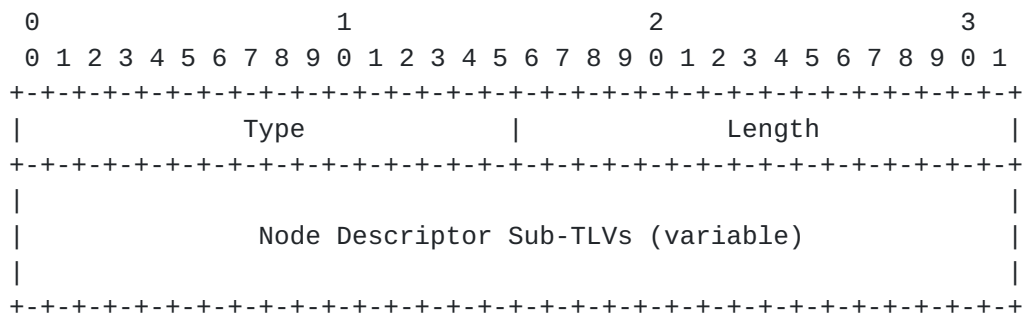 0                   1                   2                   3
 0 1 2 3 4 5 6 7 8 9 0 1 2 3 4 5 6 7 8 9 0 1 2 3 4 5 6 7 8 9 0 1
+-+-+-+-+-+-+-+-+-+-+-+-+-+-+-+-+-+-+-+-+-+-+-+-+-+-+-+-+-+-+-+-+
|              Type             |             Length            |
+-+-+-+-+-+-+-+-+-+-+-+-+-+-+-+-+-+-+-+-+-+-+-+-+-+-+-+-+-+-+-+-+
|                                                               |
|               Node Descriptor Sub-TLVs (variable)             |
|                                                               |
+-+-+-+-+-+-+-+-+-+-+-+-+-+-+-+-+-+-+-+-+-+-+-+-+-+-+-+-+-+-+-+-+